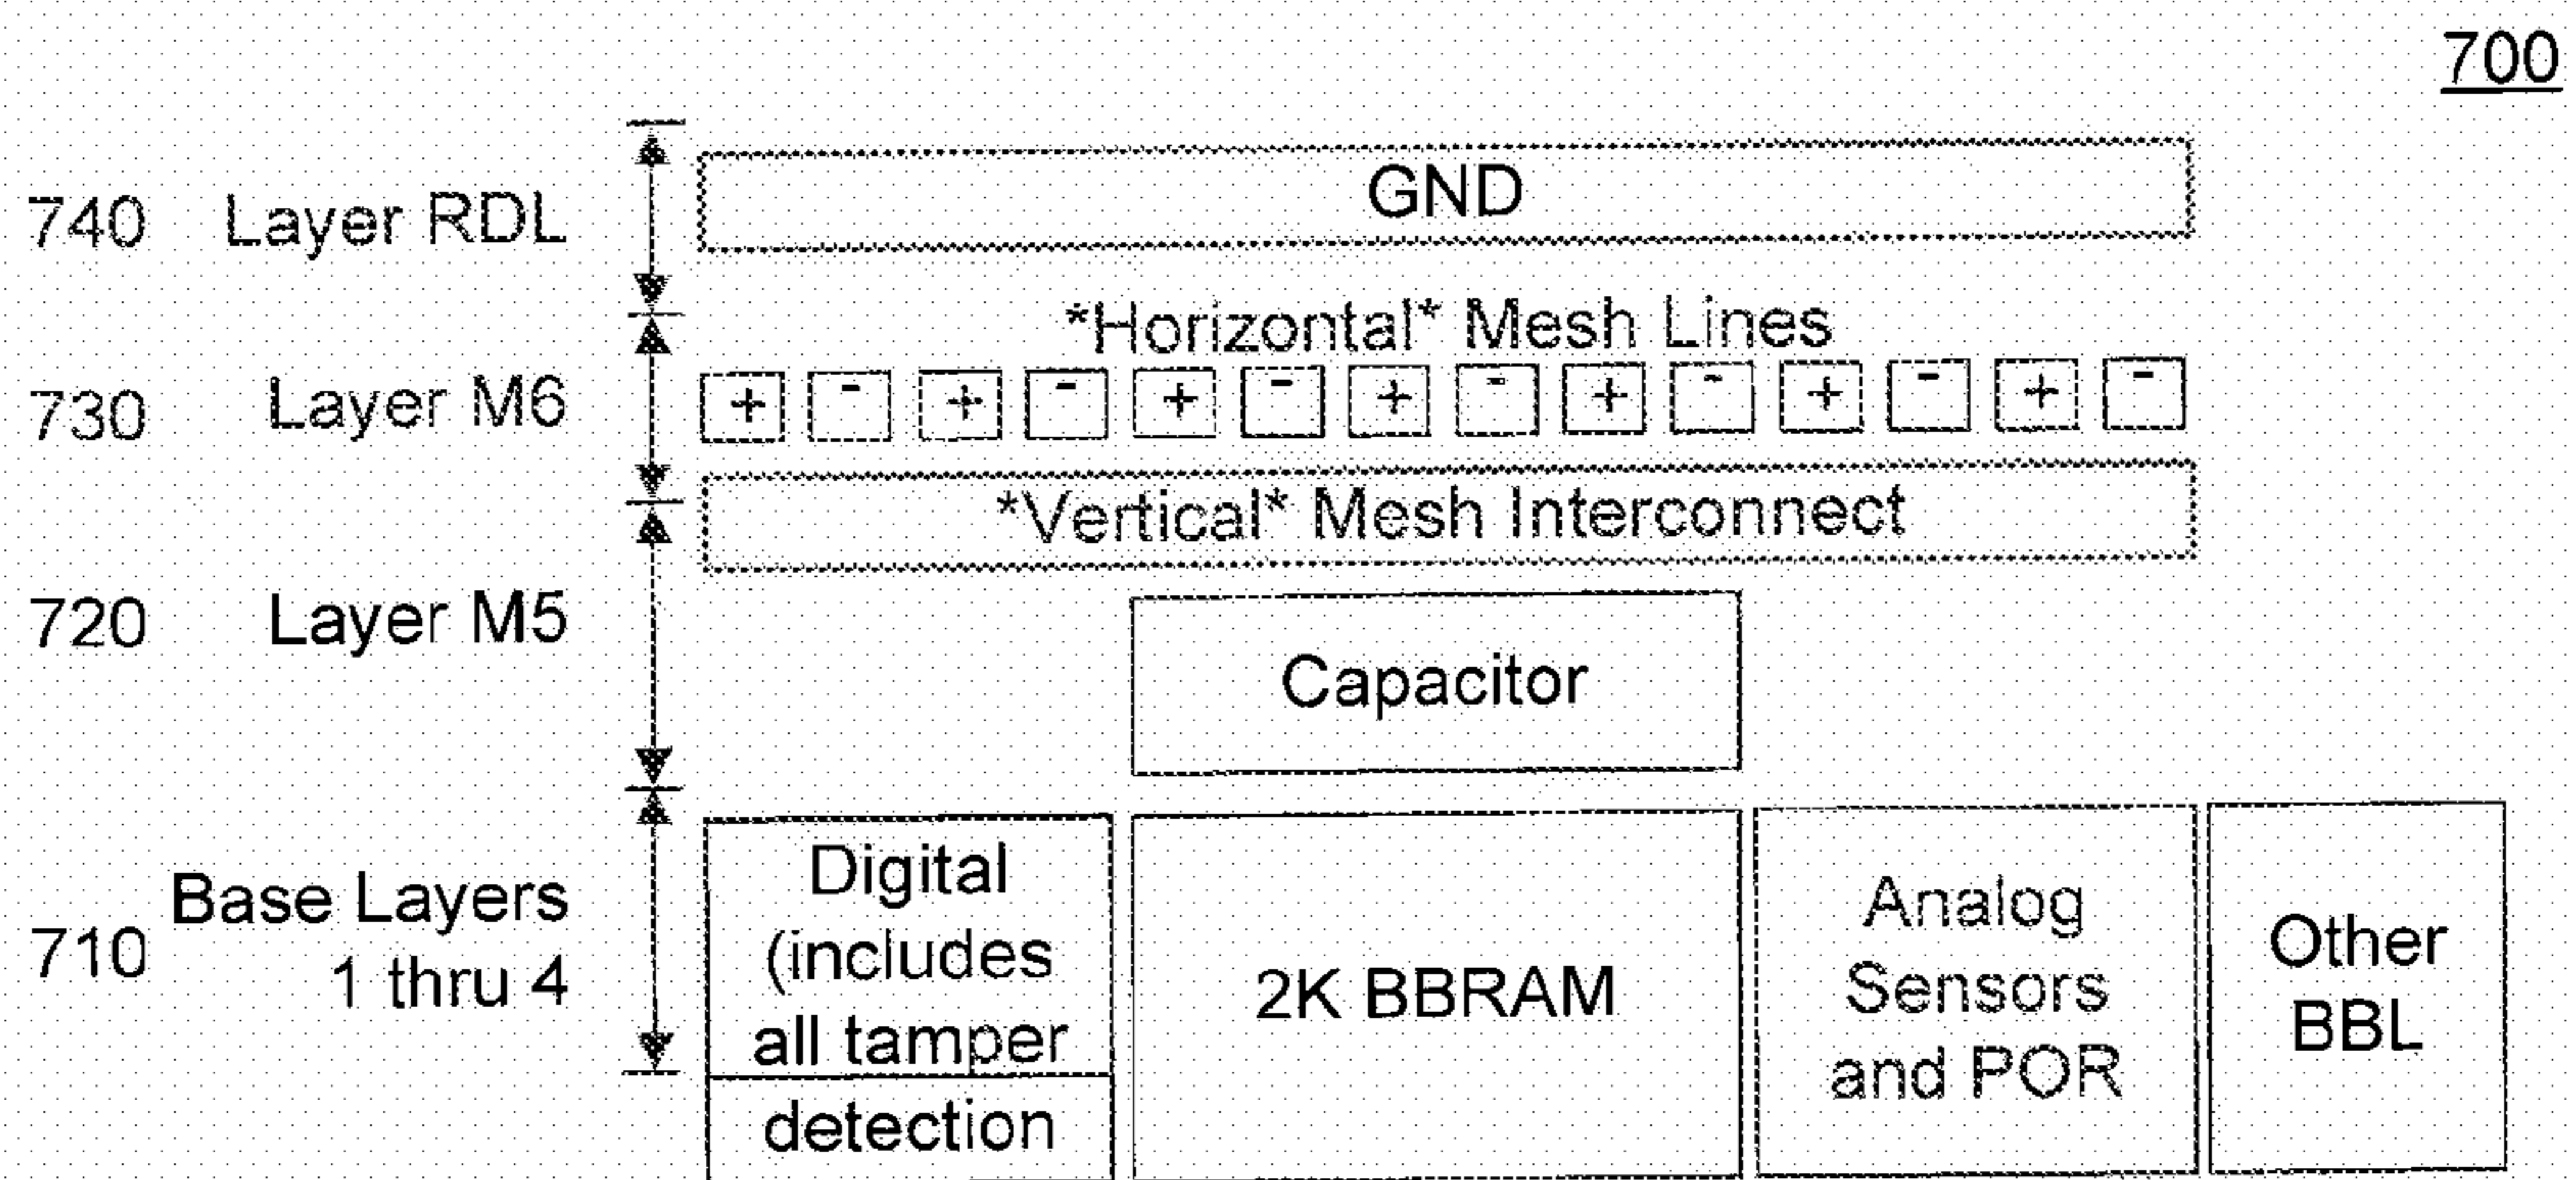 700
740 Layer RDL
GND
*Horizontal* Mesh Lines
730 Layer M6
+ - + - + - + - + - + - + -
*Vertical* Mesh Interconnect
720 Layer M5
Capacitor
710
Base Layers
1 thru 4
Digital
(includes
all tamper
detection
2K BBRAM
Analog
Sensors
and POR
Other
BBL